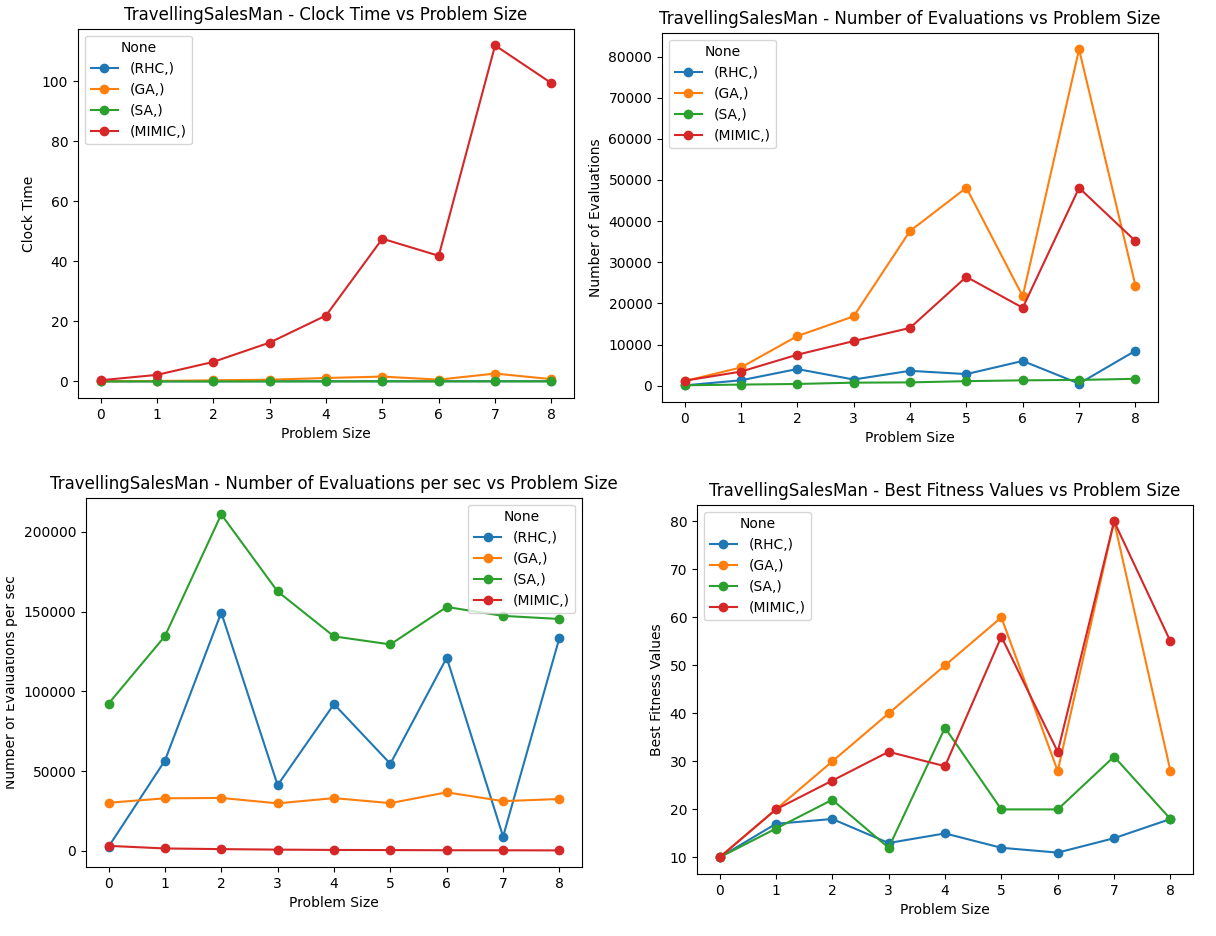 TravellingSalesMan - Clock Time vs Problem Size
None
(RHC,)
(GA,)
(SA,)
(MIMIC,)
100
80
60
40
20
0
Clock Time
0 1 2 3 4 5 6 7 8
Problem Size
TravellingSalesMan - Number of Evaluations vs Problem Size
None
(RHC,)
(GA,)
(SA,)
(MIMIC,)
80000
70000
60000
50000
40000
30000
20000
10000
0
Number of Evaluations
0 1 2 3 4 5 6 7 8
Problem Size
TravellingSalesMan - Number of Evaluations per sec vs Problem Size
None
(RHC,)
(GA,)
(SA,)
(MIMIC,)
200000
150000
100000
50000
0
Number of Evaluations per sec
0 1 2 3 4 5 6 7 8
Problem Size
TravellingSalesMan - Best Fitness Values vs Problem Size
None
(RHC,)
(GA,)
(SA,)
(MIMIC,)
80
70
60
50
40
30
20
10
Best Fitness Values
0 1 2 3 4 5 6 7 8
Problem Size